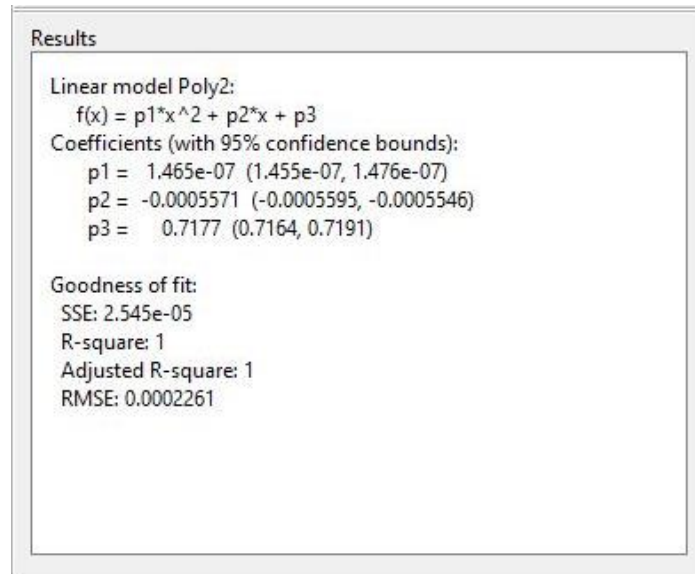 Results
Linear model Poly2:
f(x) = p1*x^2 + p2*x + p3
Coefficients (with 95% confidence bounds):
p1 = 1.465e-07 (1.455e-07, 1.476e-07)
p2 = -0.0005571 (-0.0005595, -0.0005546)
p3 = 0.7177 (0.7164, 0.7191)
Goodness of fit:
SSE: 2.545e-05
R-square: 1
Adjusted R-square: 1
RMSE: 0.0002261